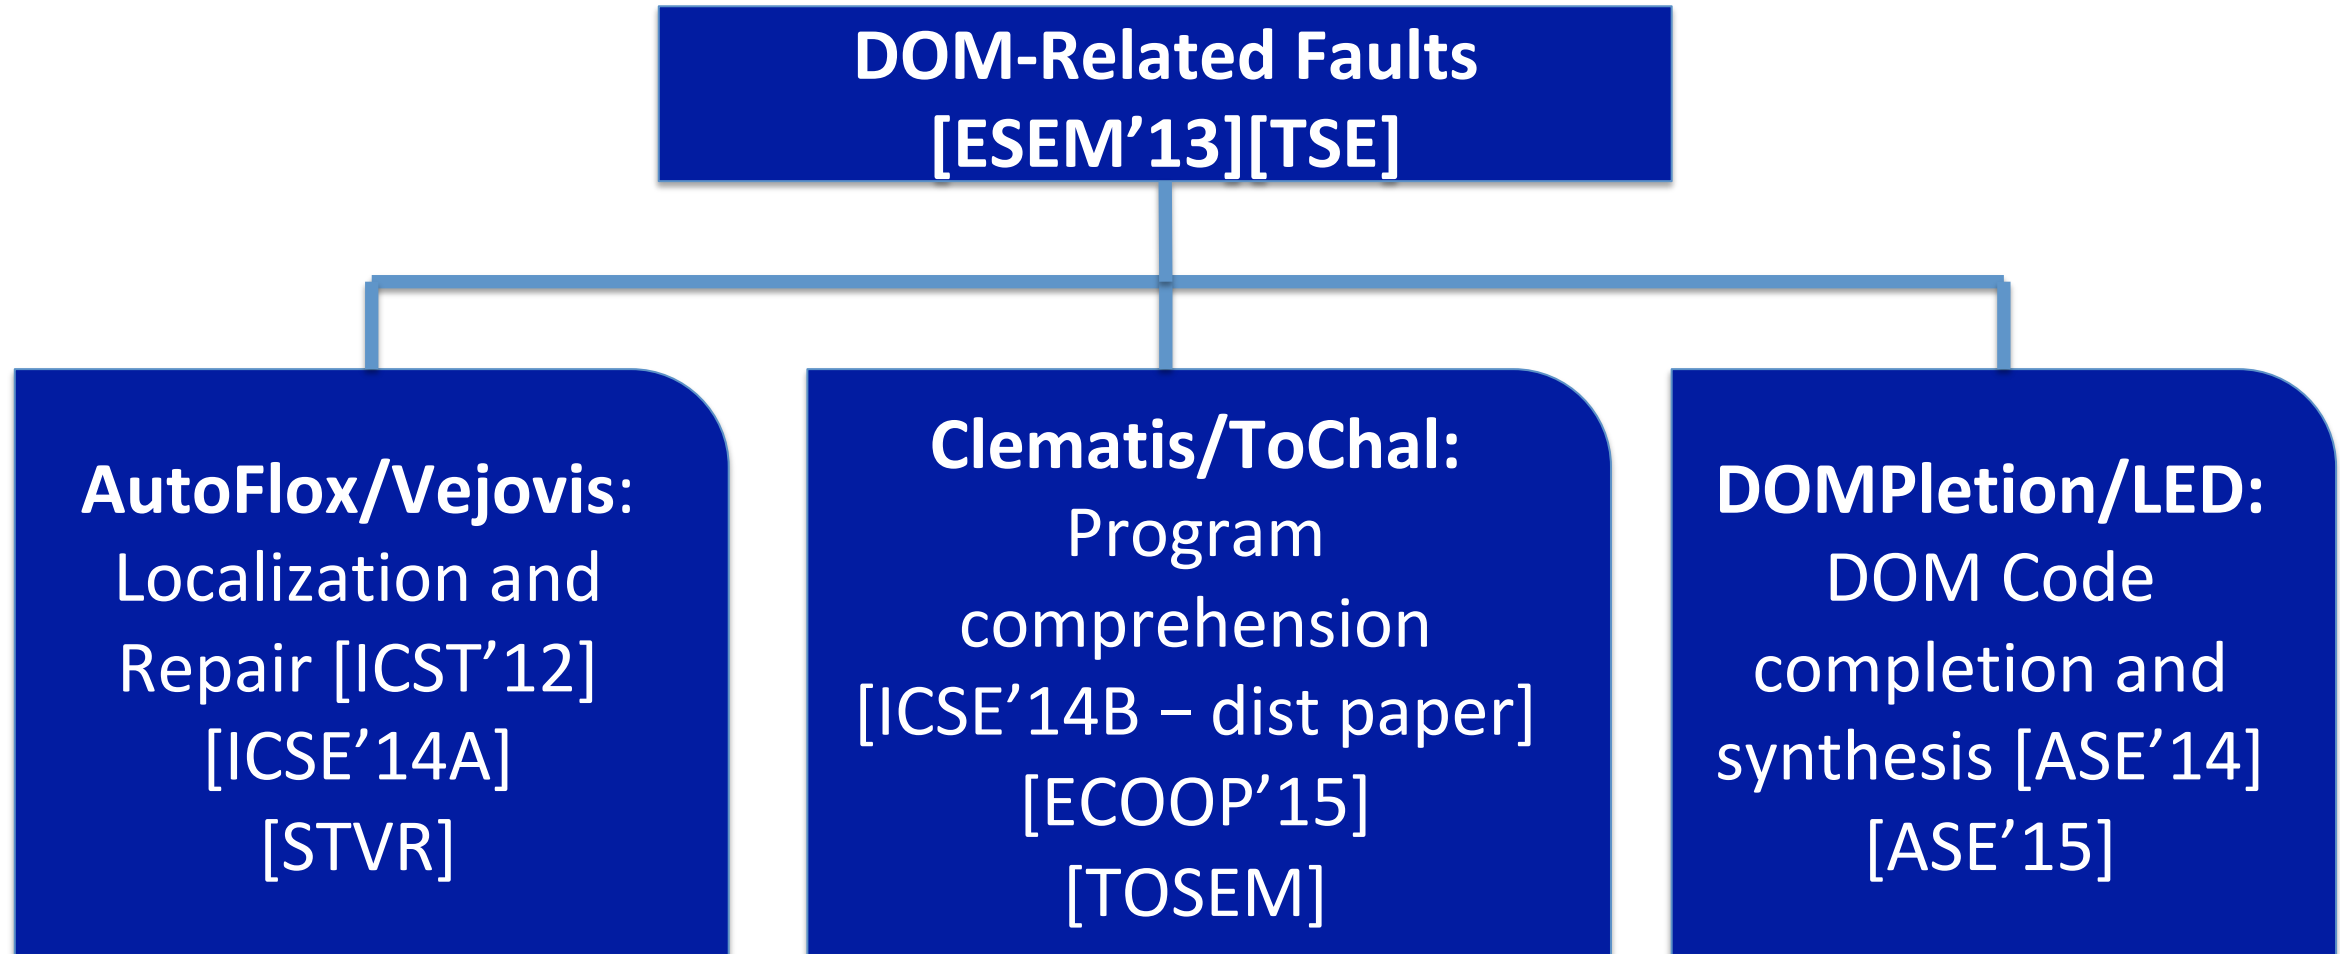 DOM-Related Faults
[ESEM’13][TSE]
AutoFlox/Vejovis:
Localization and
Repair [ICST’12]
[ICSE’14A]
[STVR]
Clematis/ToChal:
Program
comprehension
[ICSE’14B – dist paper]
[ECOOP’15]
[TOSEM]
DOMPletion/LED:
DOM Code
completion and
synthesis [ASE’14]
[ASE’15]